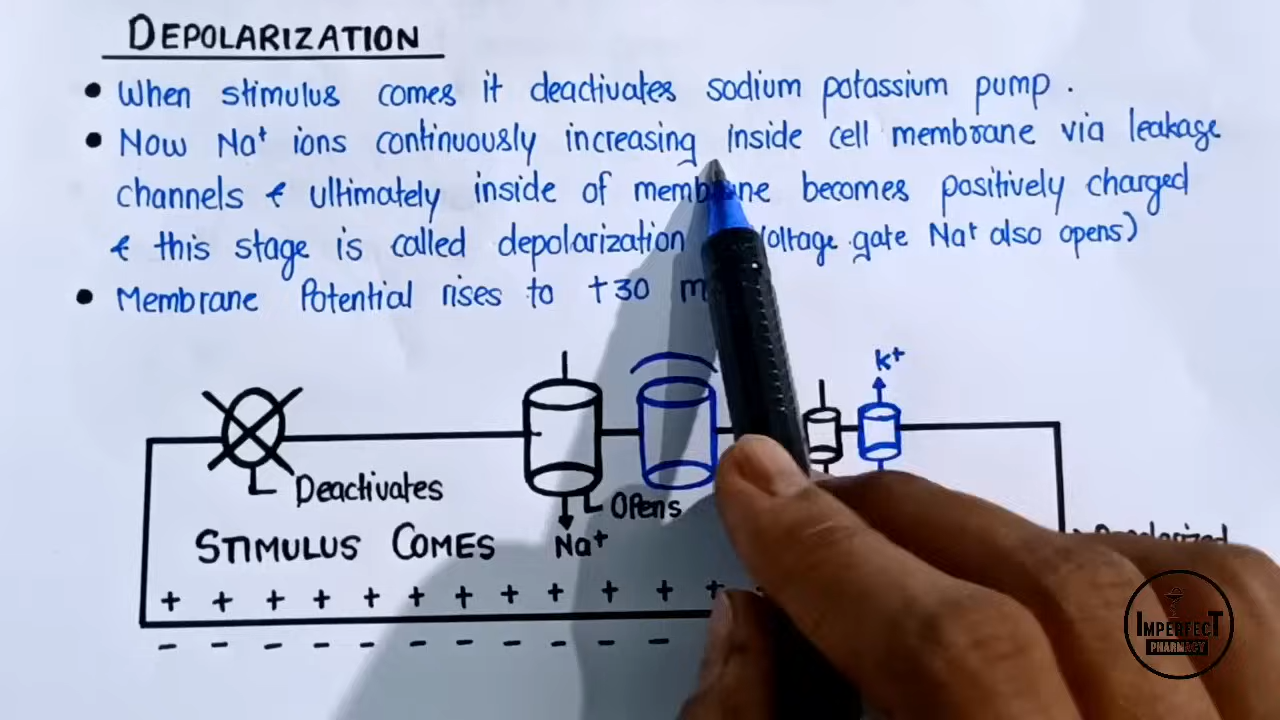 DEPOLARIZATION
• When stimulus comes it deactivates sodium potassium pump.
• Now Na+ ions continuously increasing inside cell membrane via leakage
channels & ultimately inside of membrane becomes positively charged
& this stage is called depolarization Voltage gate Na+ also opens)
• Membrane Potential rises to +30 m
K+
Deactivates
Opens
STIMULUS COMES
Na+
+ + + + + + + + + + + +
- - - - - - - - - -
IMPERFECT
PHARMACY